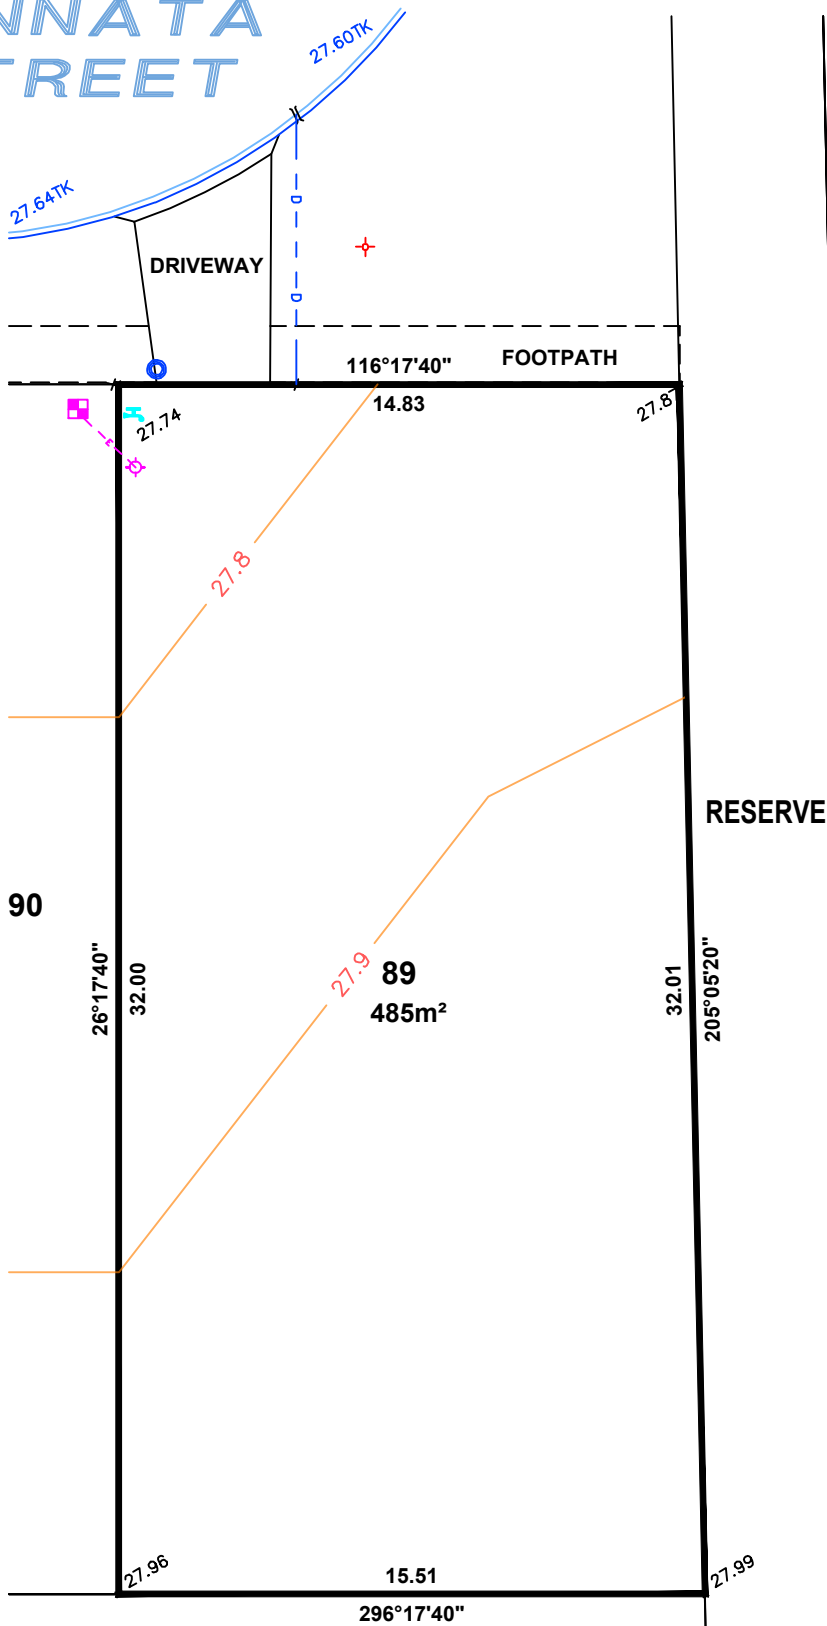 NNATA
TREET
27.60TK
27.64TK
D
DRIVEWAY
D
116°17'40"
FOOTPATH
14.83
27.74
27.87
E
27.8
RESERVE
90
27.9
89
485m²
26°17'40"
32.00
32.01
205°05'20"
27.96
15.51
27.99
296°17'40"